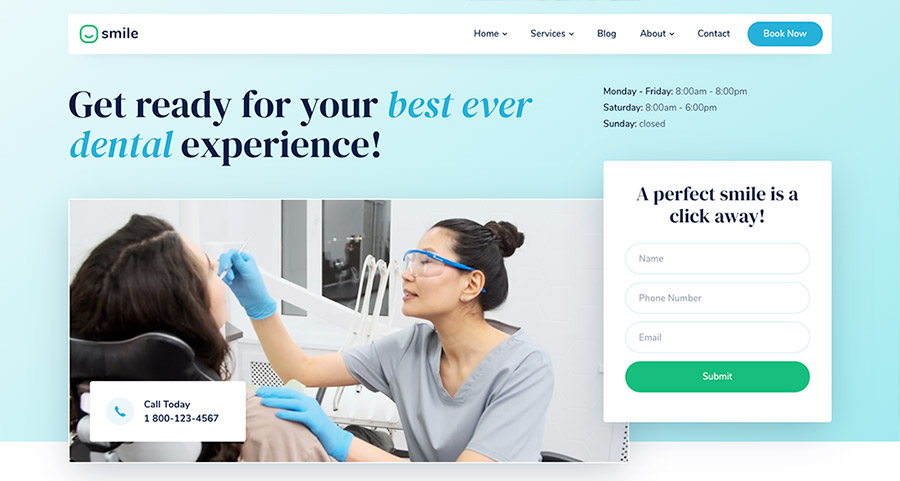 smile
Home Services Blog About Contact Book Now
Get ready for your best ever
dental experience!
Monday - Friday: 8:00am - 8:00pm
Saturday: 8:00am - 6:00pm
Sunday: closed
A perfect smile is a
click away!
Name
Phone Number
Email
Submit
Call Today
1 800-123-4567